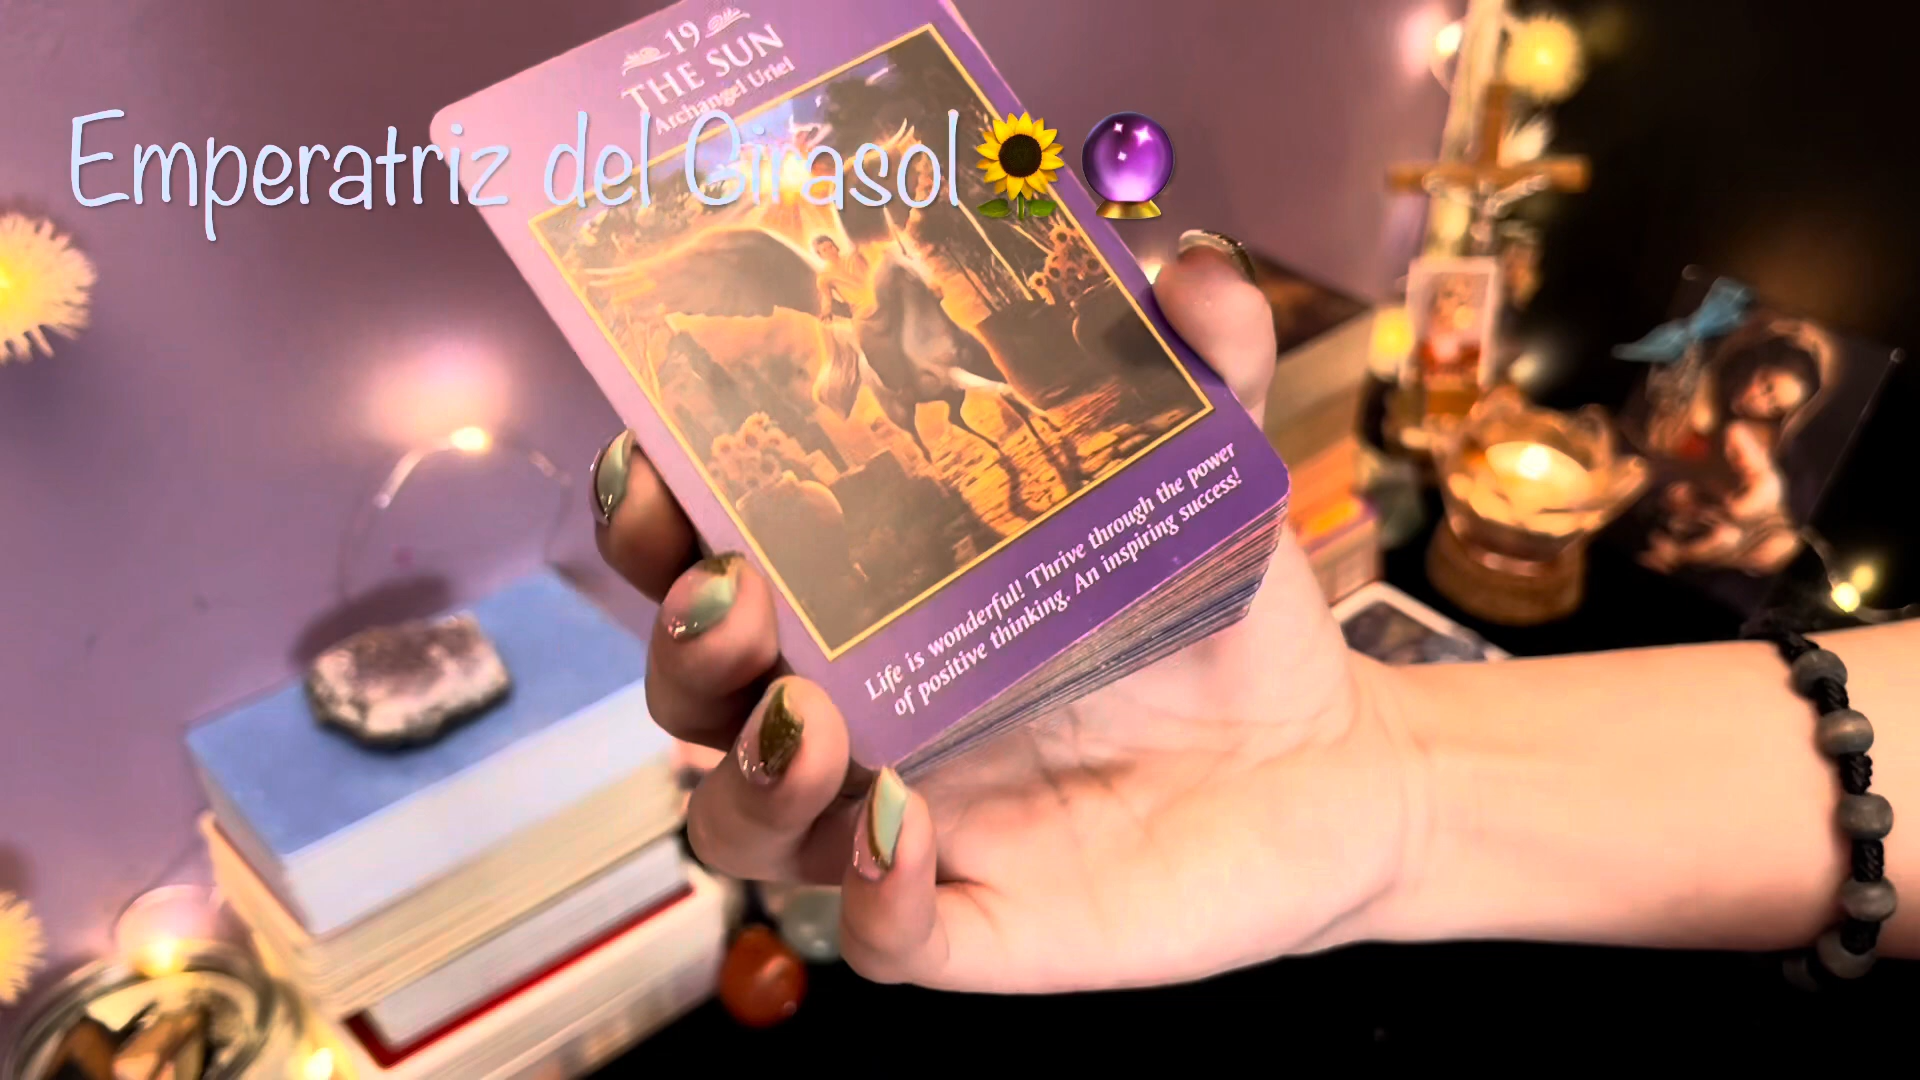 19
THE SUN
Archangel Uriel
Emperatriz del Girasol🌻🔮
Life is wonderful! Thrive through the power
of positive thinking. An inspiring success!